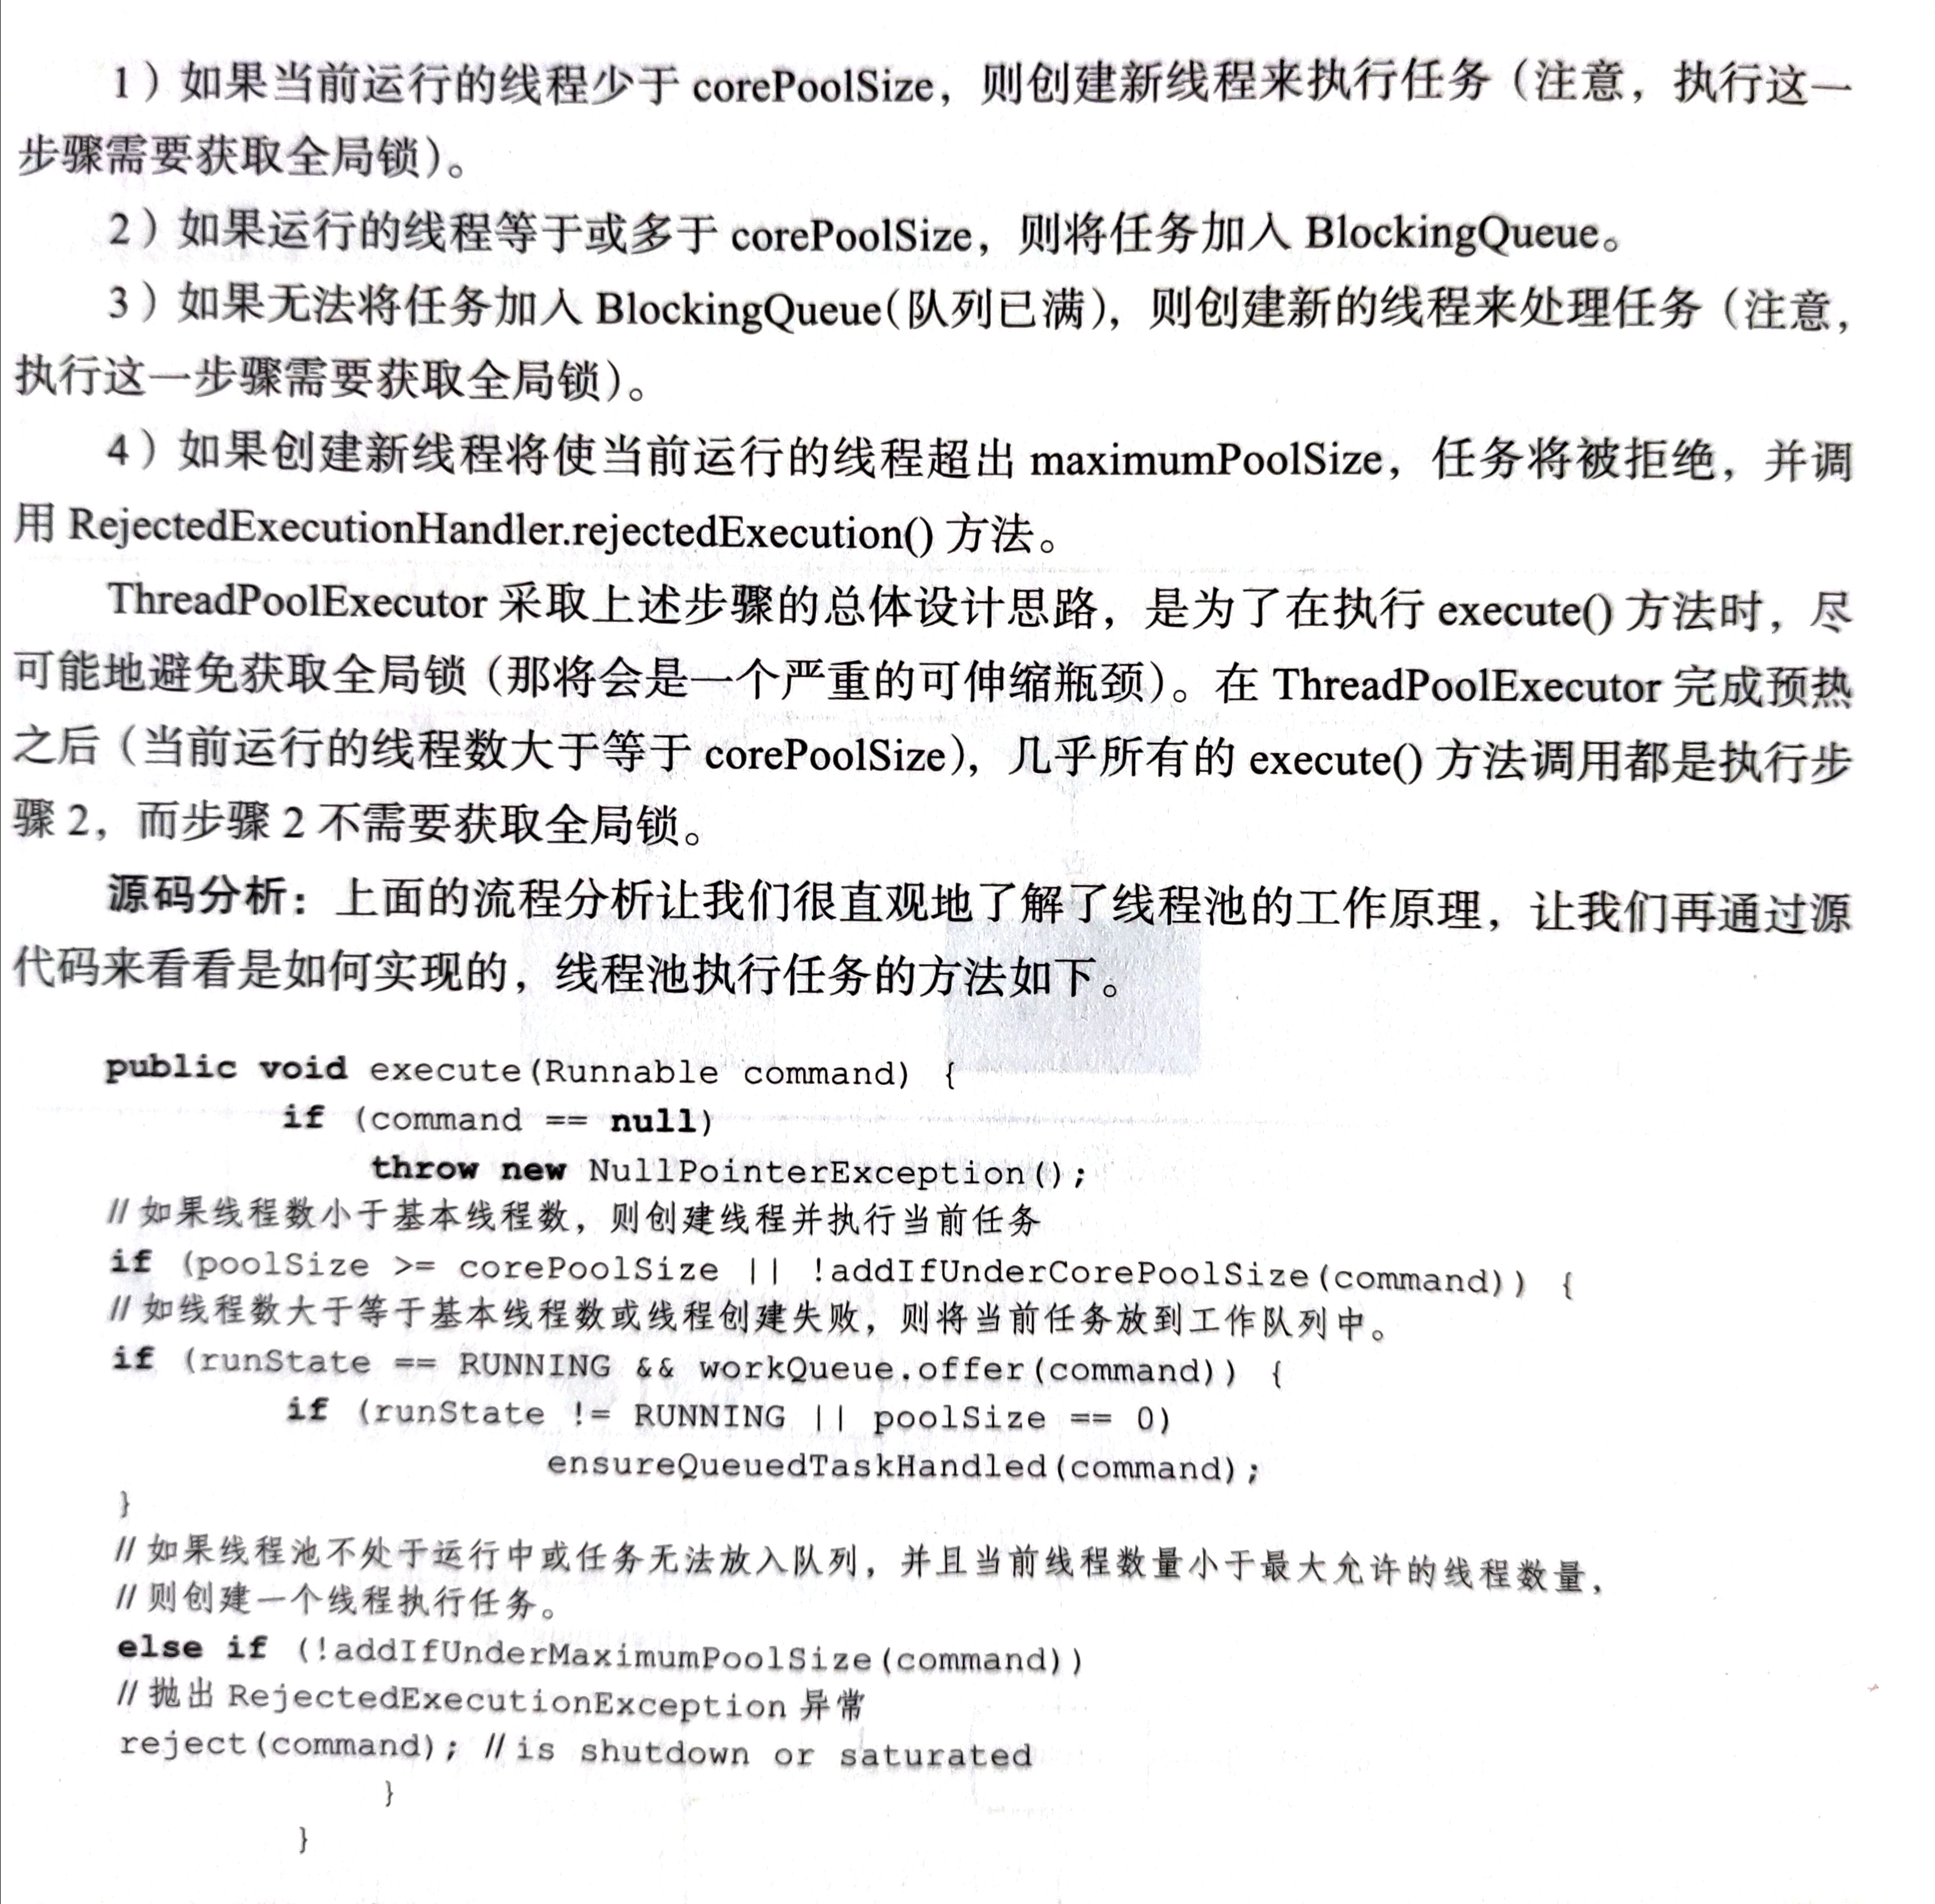 1）如果当前运行的线程少于 corePoolSize，则创建新线程来执行任务（注意，执行这一
步骤需要获取全局锁）。
2）如果运行的线程等于或多于 corePoolSize，则将任务加入 BlockingQueue。
3）如果无法将任务加入 BlockingQueue（队列已满），则创建新的线程来处理任务（注意，
执行这一步骤需要获取全局锁）。
4）如果创建新线程将使当前运行的线程超出 maximumPoolSize，任务将被拒绝，并调
用 RejectedExecutionHandler.rejectedExecution() 方法。
ThreadPoolExecutor 采取上述步骤的总体设计思路，是为了在执行 execute() 方法时，尽
可能地避免获取全局锁（那将会是一个严重的可伸缩瓶颈）。在 ThreadPoolExecutor 完成预热
之后（当前运行的线程数大于等于 corePoolSize），几乎所有的 execute() 方法调用都是执行步
骤 2，而步骤 2 不需要获取全局锁。
源码分析：上面的流程分析让我们很直观地了解了线程池的工作原理，让我们再通过源
代码来看看是如何实现的，线程池执行任务的方法如下。
public void execute(Runnable command) {
if (command == null)
throw new NullPointerException();
// 如果线程数小于基本线程数，则创建线程并执行当前任务
if (poolSize >= corePoolSize || !addIfUnderCorePoolSize(command)) {
// 如线程数大于等于基本线程数或线程创建失败，则将当前任务放到工作队列中。
if (runState == RUNNING && workQueue.offer(command)) {
if (runState != RUNNING || poolSize == 0)
ensureQueuedTaskHandled(command);
}
// 如果线程池不处于运行中或任务无法放入队列，并且当前线程数量小于最大允许的线程数量，
// 则创建一个线程执行任务。
else if (!addIfUnderMaximumPoolSize(command))
// 抛出 RejectedExecutionException 异常
reject(command); // is shutdown or saturated
}
}